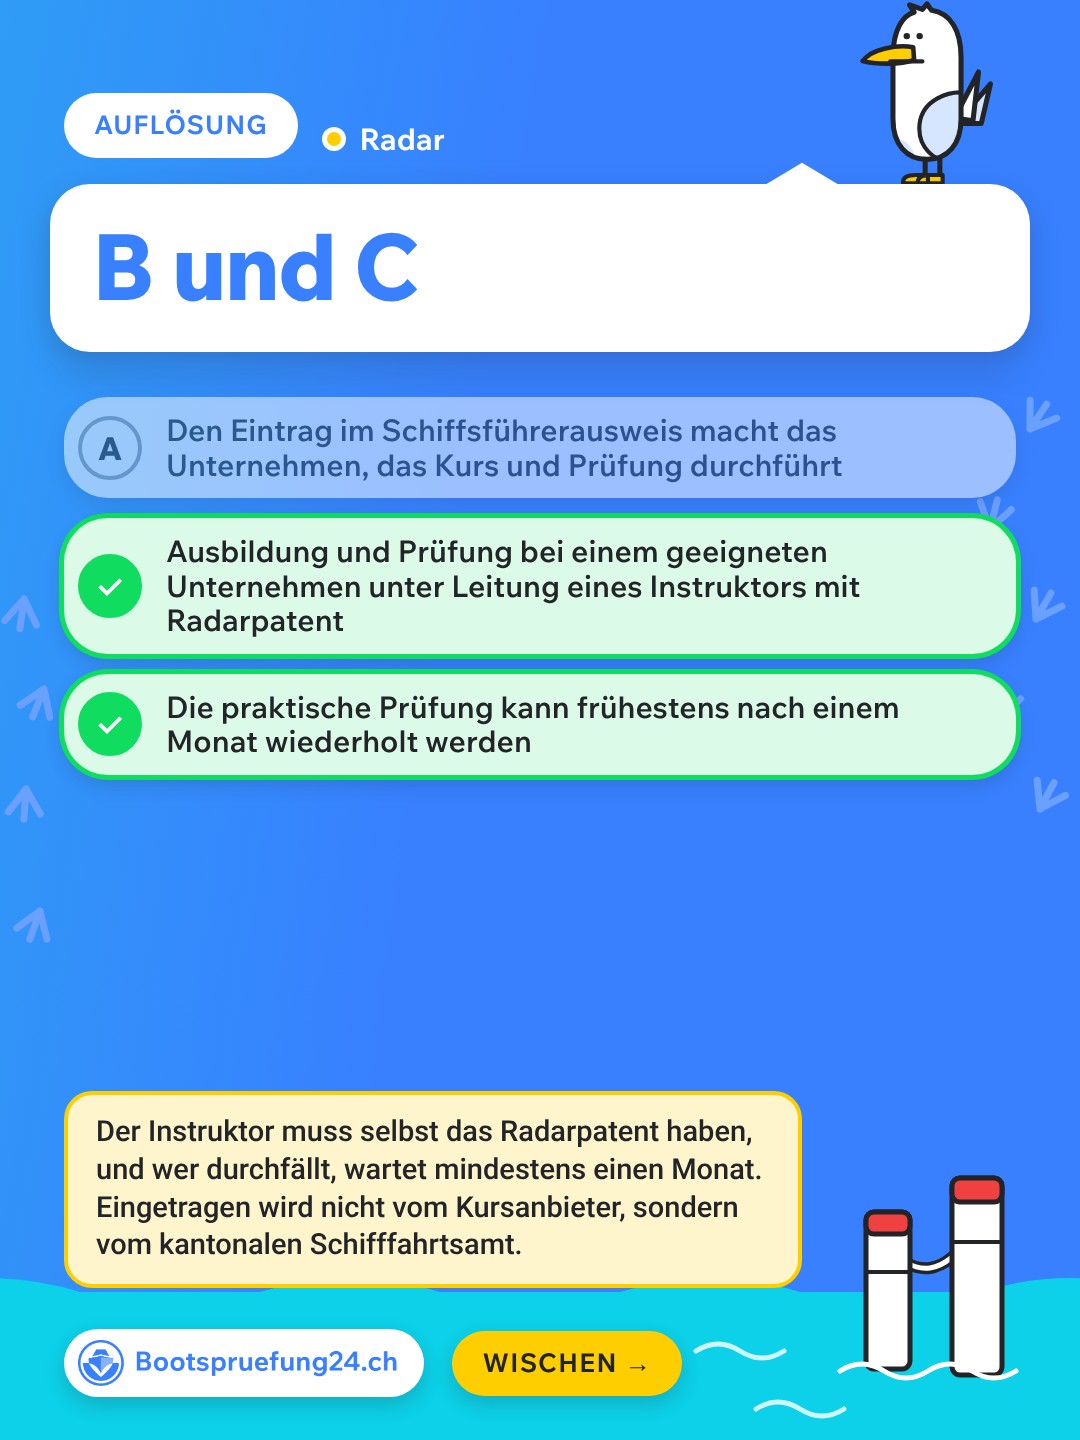 AUFLÖSUNG
Radar
B und C
A
Den Eintrag im Schiffsführerausweis macht das
Unternehmen, das Kurs und Prüfung durchführt
Ausbildung und Prüfung bei einem geeigneten
Unternehmen unter Leitung eines Instruktors mit
Radarpatent
Die praktische Prüfung kann frühestens nach einem
Monat wiederholt werden
Der Instruktor muss selbst das Radarpatent haben,
und wer durchfällt, wartet mindestens einen Monat.
Eingetragen wird nicht vom Kursanbieter, sondern
vom kantonalen Schifffahrtsamt.
Bootspruefung24.ch
WISCHEN →